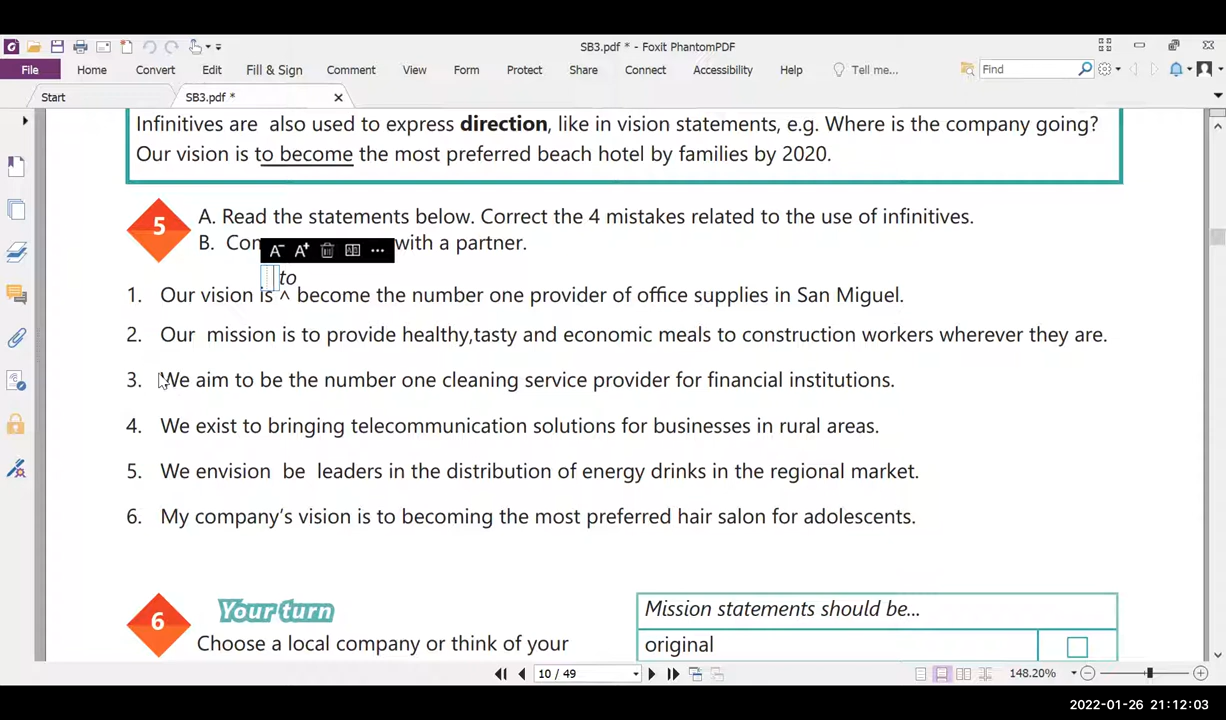 SB3.pdf * - Foxit PhantomPDF
File Home Convert Edit Fill & Sign Comment View Form Protect Share Connect Accessibility Help Tell me... Find
Start SB3.pdf *
Infinitives are also used to express direction, like in vision statements, e.g. Where is the company going?
Our vision is to become the most preferred beach hotel by families by 2020.
5
A. Read the statements below. Correct the 4 mistakes related to the use of infinitives.
B. Com with a partner.
to
1. Our vision is ^ become the number one provider of office supplies in San Miguel.
2. Our mission is to provide healthy,tasty and economic meals to construction workers wherever they are.
3. We aim to be the number one cleaning service provider for financial institutions.
4. We exist to bringing telecommunication solutions for businesses in rural areas.
5. We envision be leaders in the distribution of energy drinks in the regional market.
6. My company's vision is to becoming the most preferred hair salon for adolescents.
6
Your turn
Choose a local company or think of your
Mission statements should be...
original
10 / 49
148.20%
2022-01-26 21:12:03